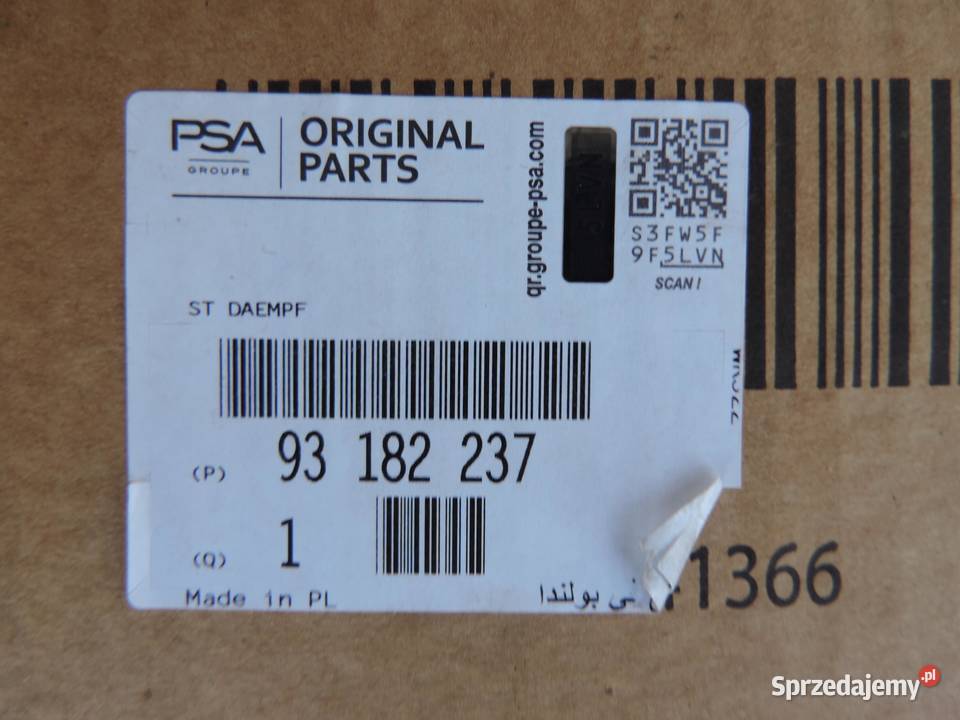 PSA
GROUPE
ORIGINAL
PARTS
qr.groupe-psa.com
S3FW5F
9F5LVN
SCAN!
ST DAEMPF
(P) 93 182 237
(Q) 1
Made in PL
في بولندا
1366
Sprzedajemy.pl